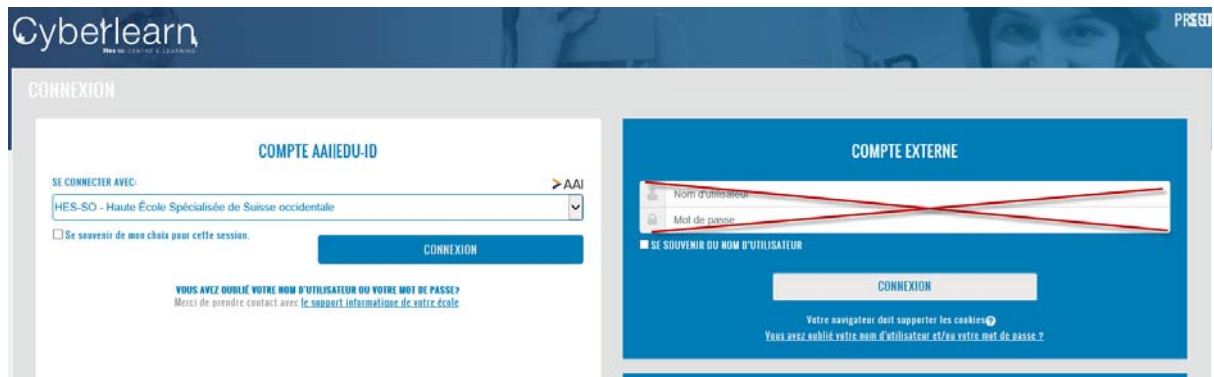 Cyberlearn
Hes·so CENTRE E-LEARNING
CONNEXION
COMPTE AAI|EDU-ID
SE CONNECTER AVEC:
AAI
HES-SO - Haute École Spécialisée de Suisse occidentale
Se souvenir de mon choix pour cette session.
CONNEXION
VOUS AVEZ OUBLIÉ VOTRE NOM D'UTILISATEUR OU VOTRE MOT DE PASSE?
Merci de prendre contact avec le support informatique de votre école.
COMPTE EXTERNE
Nom d'utilisateur
Mot de passe
SE SOUVENIR DU NOM D'UTILISATEUR
CONNEXION
Votre navigateur doit supporter les cookies
Vous avez oublié votre nom d'utilisateur et/ou votre mot de passe ?